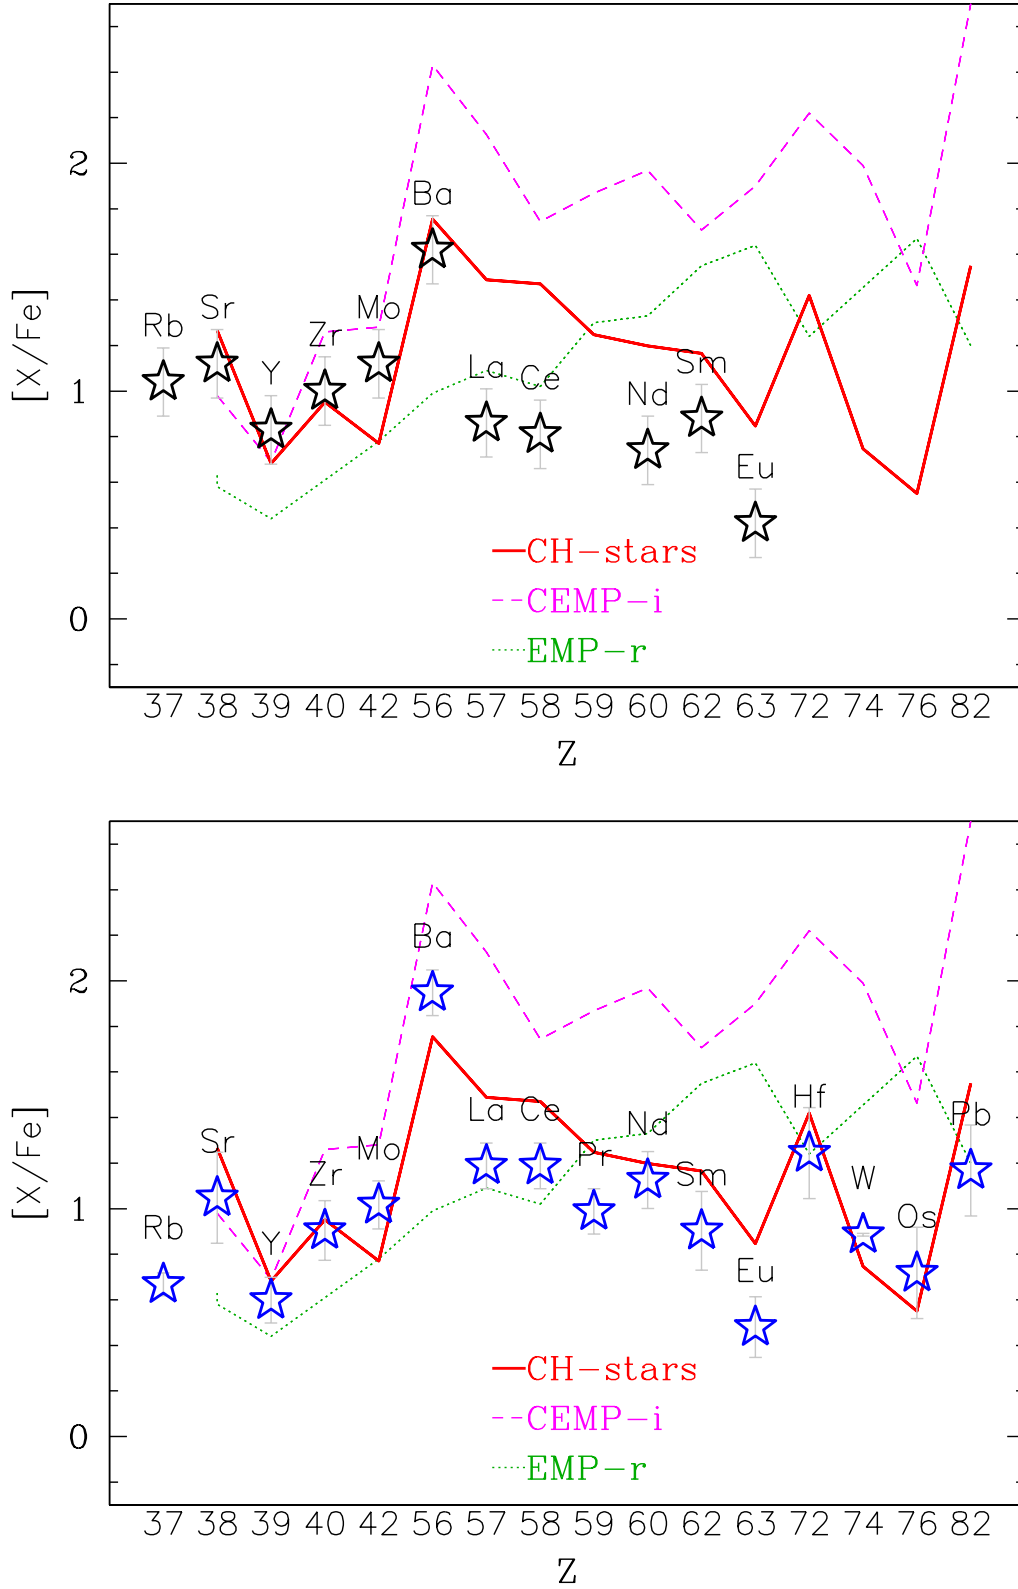 Ba
2
Sr
Mo
Rb
Zr
Y
[X/Fe]
La
Ce
Sm
Nd
1
Eu
CH-stars
CEMP-i
0
EMP-r
37 38 39 40 42 56 57 58 59 60 62 63 72 74 76 82
Z
Ba
2
La
Ce
Nd
Hf
Pb
Sr
Mo
Pr
[X/Fe]
Zr
Sm
W
Rb
Y
Os
1
Eu
CH-stars
CEMP-i
0
EMP-r
37 38 39 40 42 56 57 58 59 60 62 63 72 74 76 82
Z